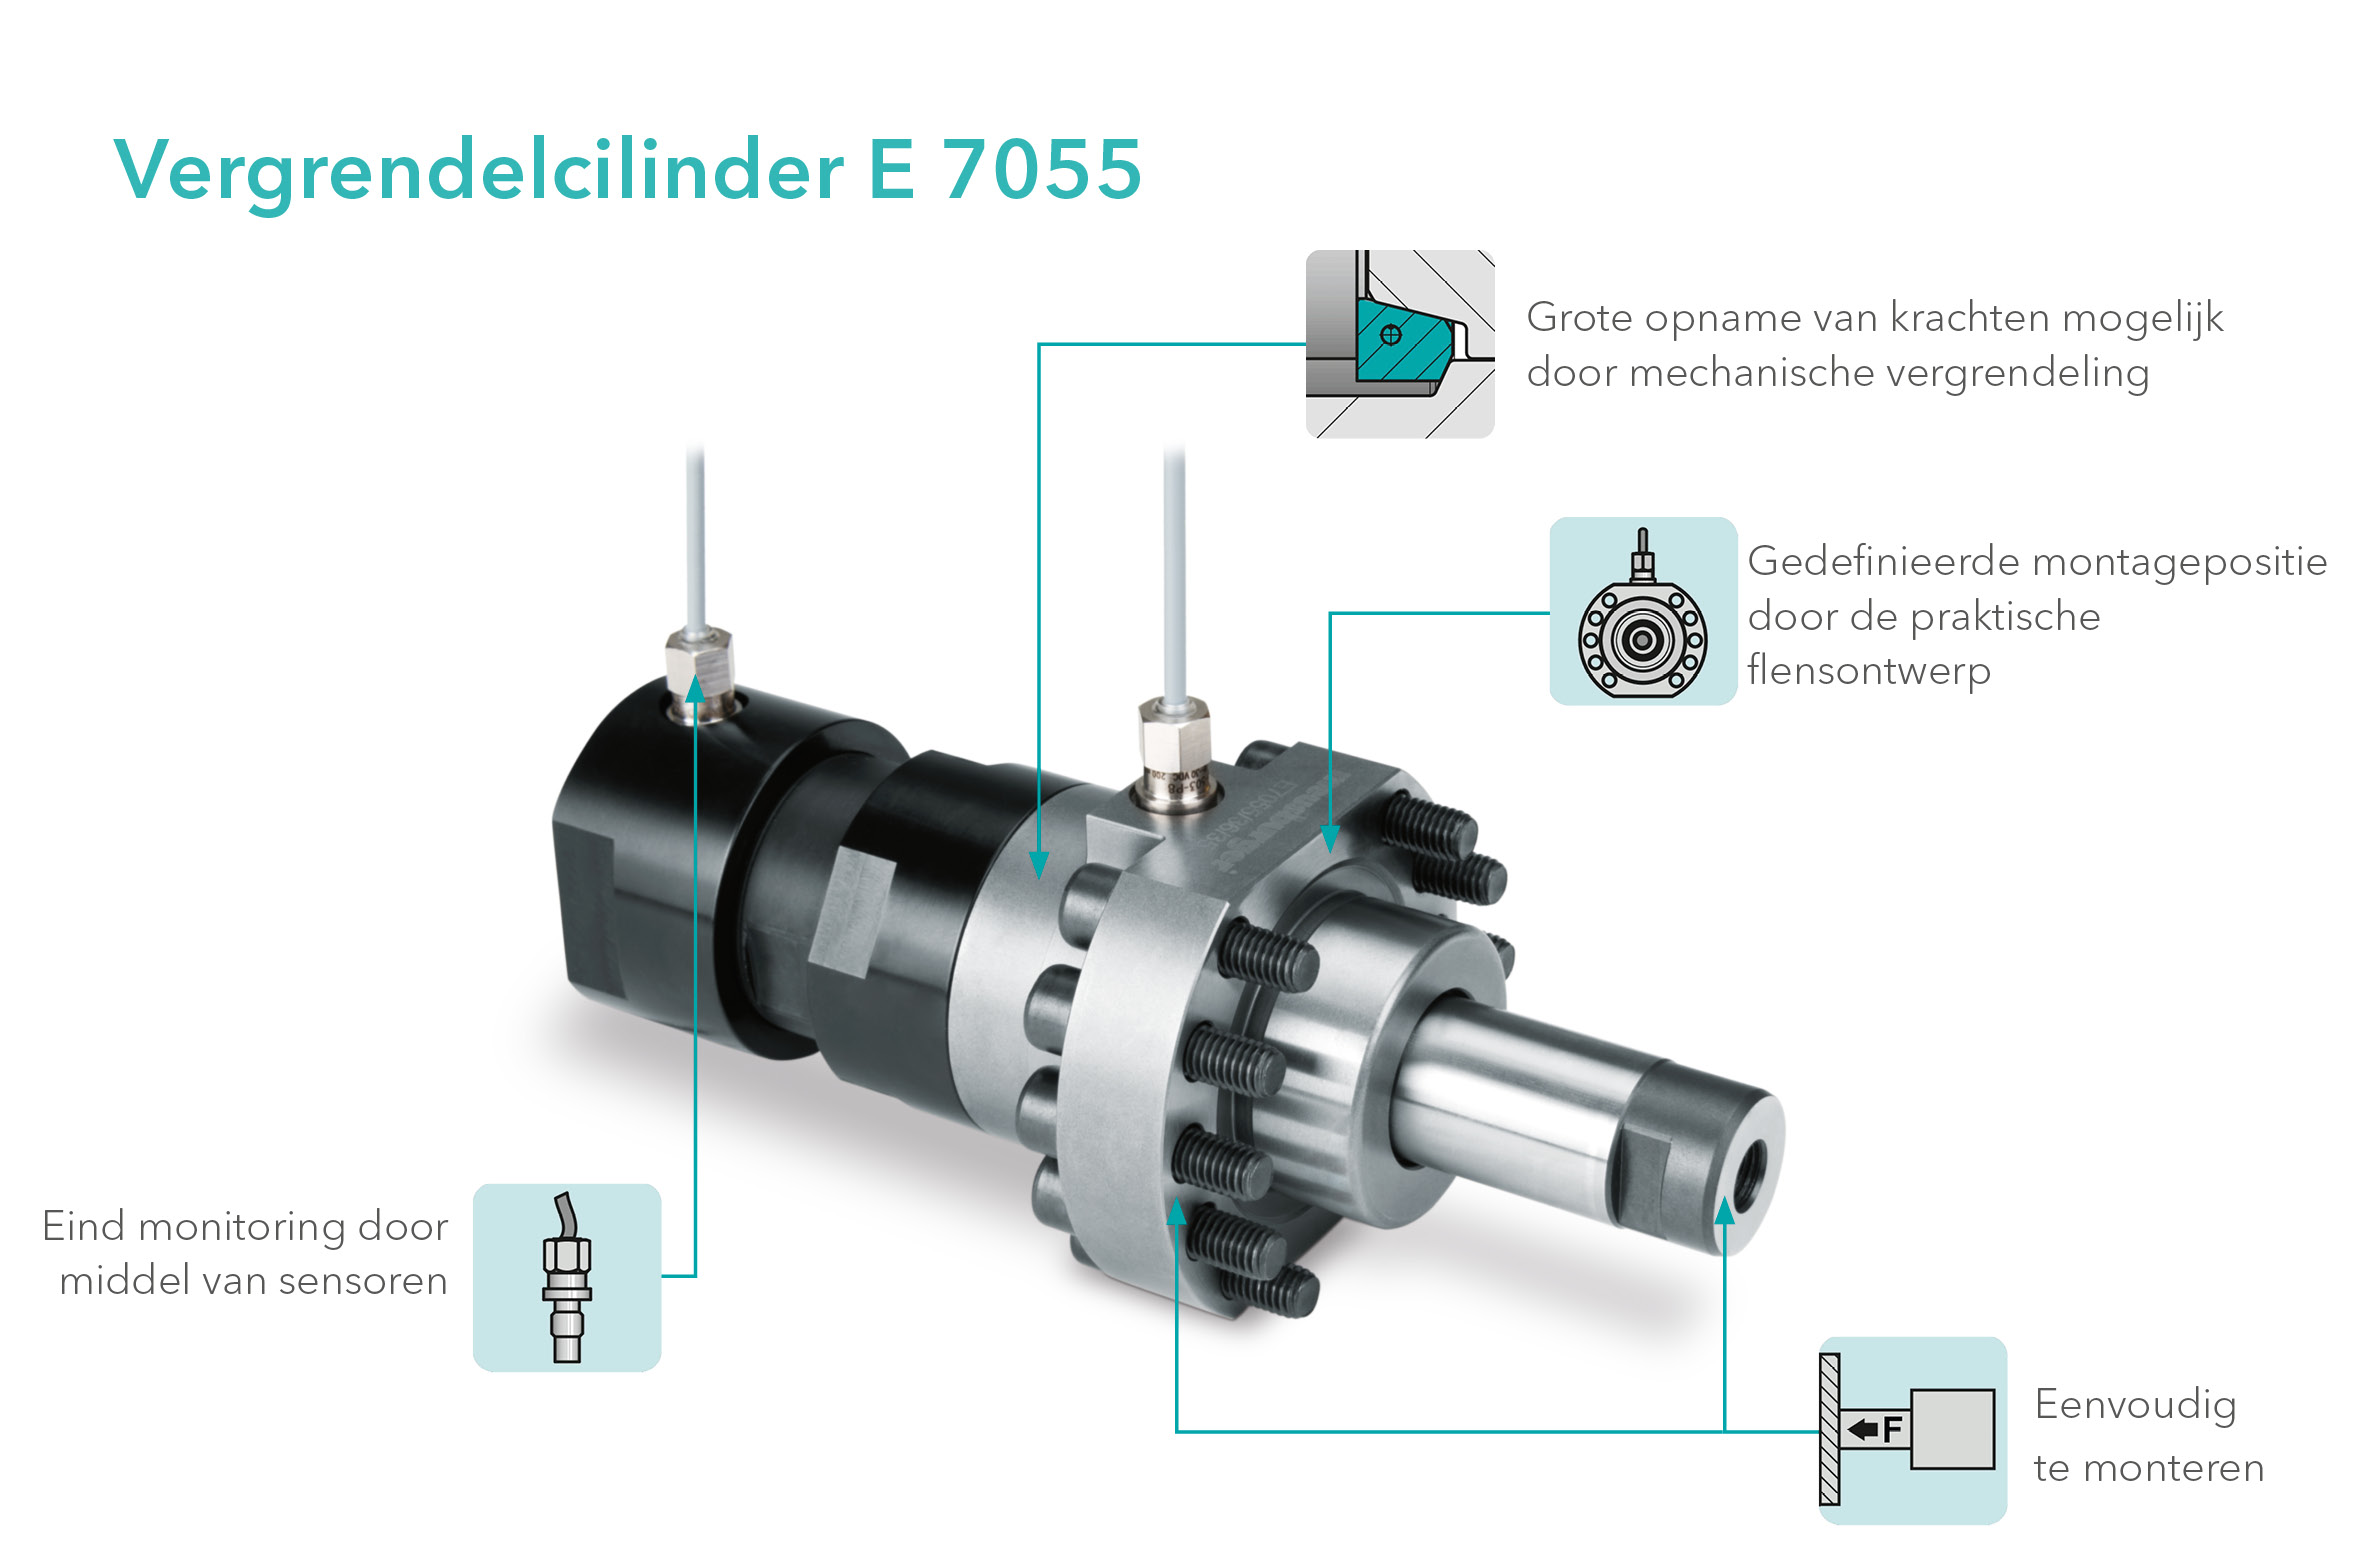 Vergrendelcilinder E 7055
Grote opname van krachten mogelijk
door mechanische vergrendeling
Gedefinieerde montagepositie
door de praktische
flensontwerp
Eind monitoring door
middel van sensoren
F
Eenvoudig
te monteren